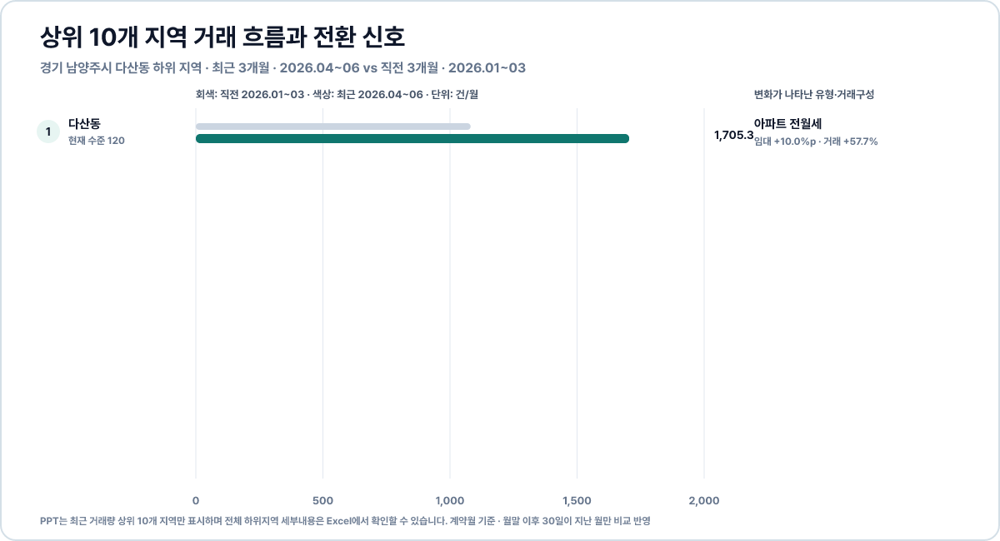 상위 10개 지역 거래 흐름과 전환 신호
경기 남양주시 다산동 하위 지역 · 최근 3개월 · 2026.04~06 vs 직전 3개월 · 2026.01~03
회색: 직전 2026.01~03 · 색상: 최근 2026.04~06 · 단위: 건/월
변화가 나타난 유형·거래구성
1
다산동
현재 수준 120
1,705.3
아파트 전월세
임대 +10.0%p · 거래 +57.7%
0 500 1,000 1,500 2,000
PPT는 최근 거래량 상위 10개 지역만 표시하며 전체 하위지역 세부내용은 Excel에서 확인할 수 있습니다. 계약월 기준 · 월말 이후 30일이 지난 월만 비교 반영